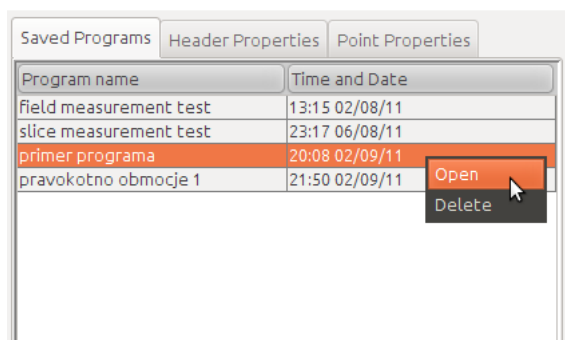 Saved Programs Header Properties Point Properties
Program name Time and Date
field measurement test 13:15 02/08/11
slice measurement test 23:17 06/08/11
primer programa 20:08 02/09/11
pravokotno obmocje 1 21:50 02/09/11
Open
Delete